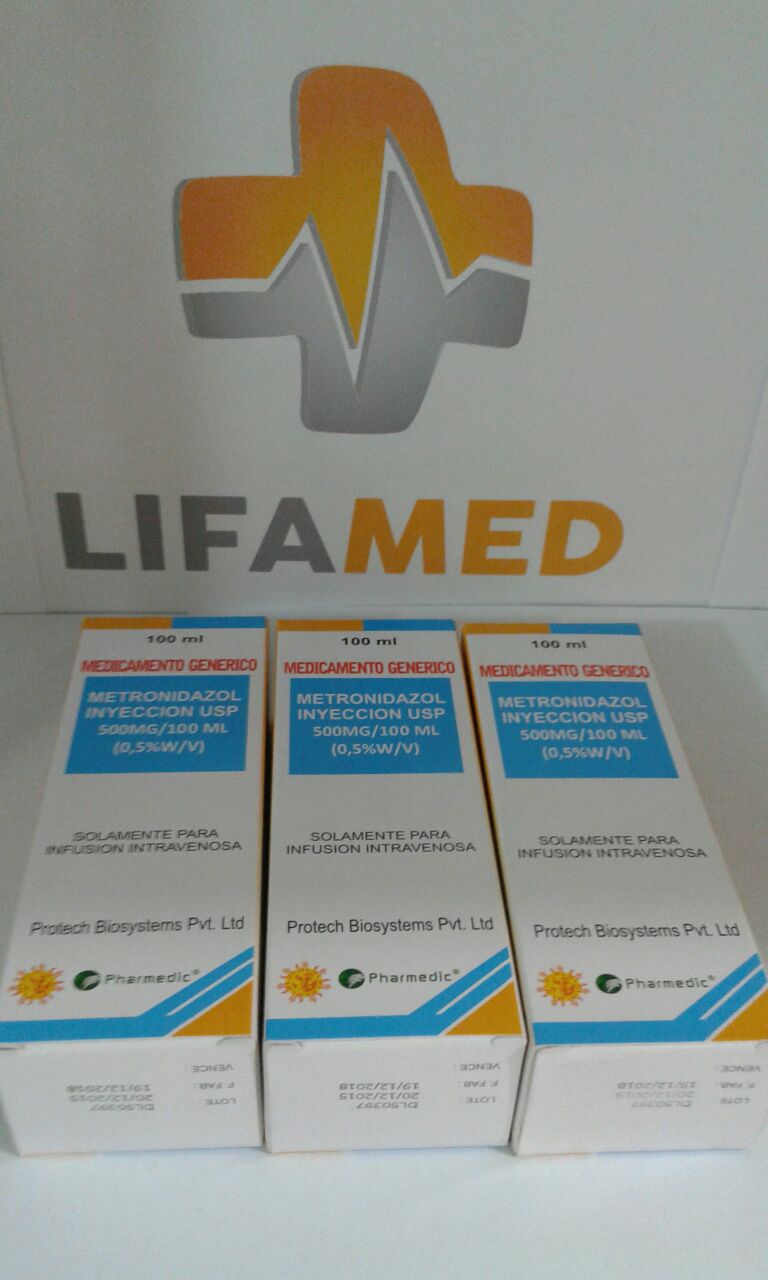 LIFAMED
100 ml
MEDICAMENTO GENERICO
METRONIDAZOL
INYECCION USP
500MG/100 ML
(0,5%W/V)
SOLAMENTE PARA
INFUSION INTRAVENOSA
Protech Biosystems Pvt. Ltd
Pharmedic®
LOTE: DL50397
F. FAB.: 20/12/2015
VENCE: 19/12/2018
100 ml
MEDICAMENTO GENERICO
METRONIDAZOL
INYECCION USP
500MG/100 ML
(0,5%W/V)
SOLAMENTE PARA
INFUSION INTRAVENOSA
Protech Biosystems Pvt. Ltd
Pharmedic®
LOTE: DL50397
F. FAB.: 20/12/2015
VENCE: 19/12/2018
100 ml
MEDICAMENTO GENERICO
METRONIDAZOL
INYECCION USP
500MG/100 ML
(0,5%W/V)
SOLAMENTE PARA
INFUSION INTRAVENOSA
Protech Biosystems Pvt. Ltd
Pharmedic®
LOTE: DL50397
F. FAB.: 20/12/2015
VENCE: 19/12/2018